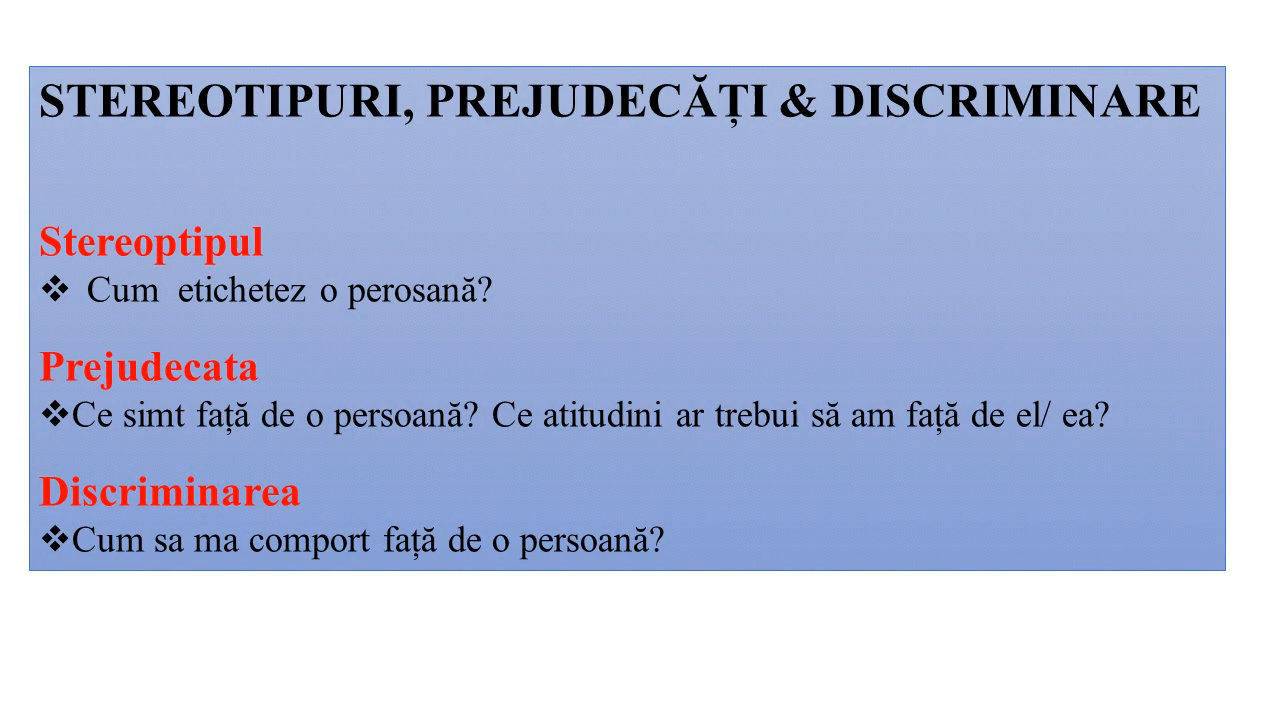 STEREOTIPURI, PREJUDECĂȚI & DISCRIMINARE
Stereoptipul
❖ Cum etichetez o perosană?
Prejudecata
❖Ce simt față de o persoană? Ce atitudini ar trebui să am față de el/ ea?
Discriminarea
❖Cum sa ma comport față de o persoană?